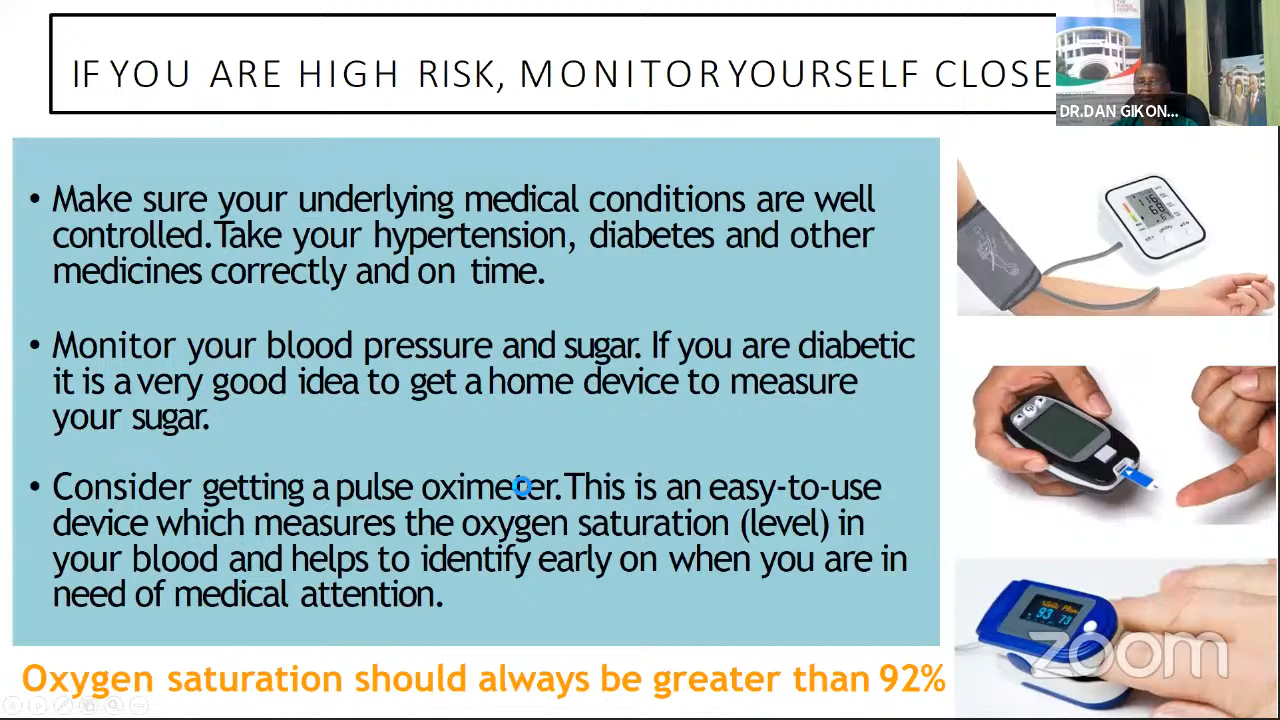 IF YOU ARE HIGH RISK, MONITOR YOURSELF CLOSE
DR.DAN GIKON...
• Make sure your underlying medical conditions are well
controlled.Take your hypertension, diabetes and other
medicines correctly and on time.
• Monitor your blood pressure and sugar. If you are diabetic
it is a very good idea to get a home device to measure
your sugar.
• Consider getting a pulse oximeter.This is an easy-to-use
device which measures the oxygen saturation (level) in
your blood and helps to identify early on when you are in
need of medical attention.
93 73
zoom
Oxygen saturation should always be greater than 92%